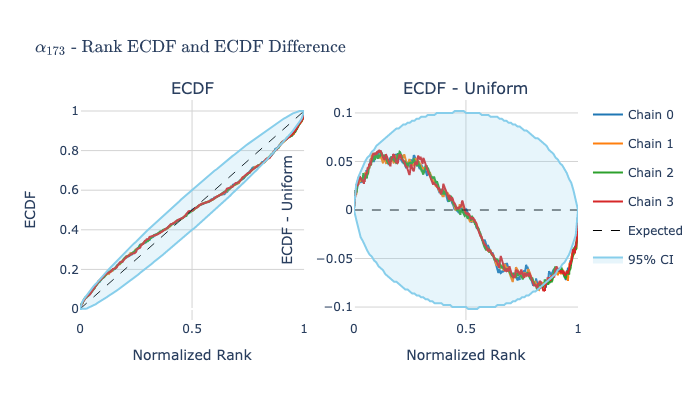 α173 - Rank ECDF and ECDF Difference
ECDF
ECDF - Uniform
ECDF
1
0.8
0.6
0.4
0.2
0
0
0.5
1
Normalized Rank
ECDF - Uniform
0.1
0.05
0
−0.05
−0.1
0
0.5
1
Normalized Rank
Chain 0
Chain 1
Chain 2
Chain 3
Expected
95% CI